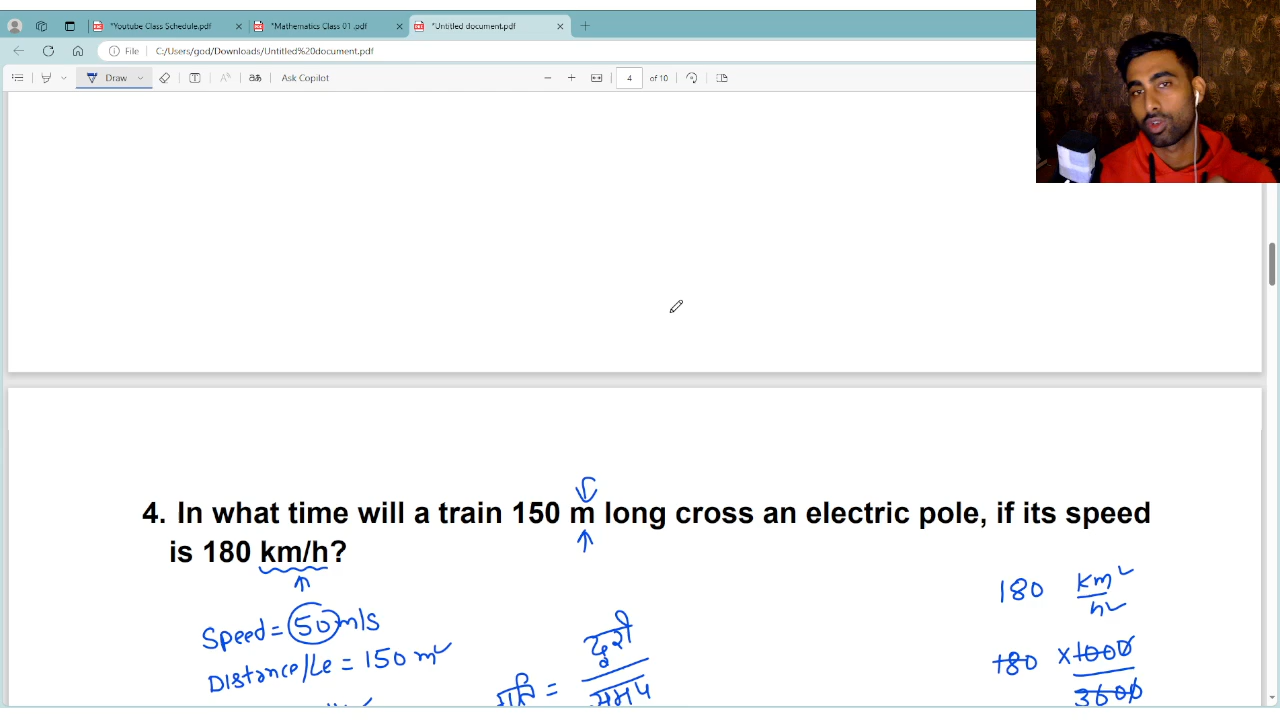 *Youtube Class Schedule.pdf
*Mathematics Class 01 .pdf
*Untitled document.pdf
File C:/Users/god/Downloads/Untitled%20document.pdf
Draw Ask Copilot 4 of 10
4. In what time will a train 150 m long cross an electric pole, if its speed
is 180 km/h?
180 km/h
Speed = 50 m/s
Distance/Le = 150 m
180 × 1000/3600
गति = दुरी/समय